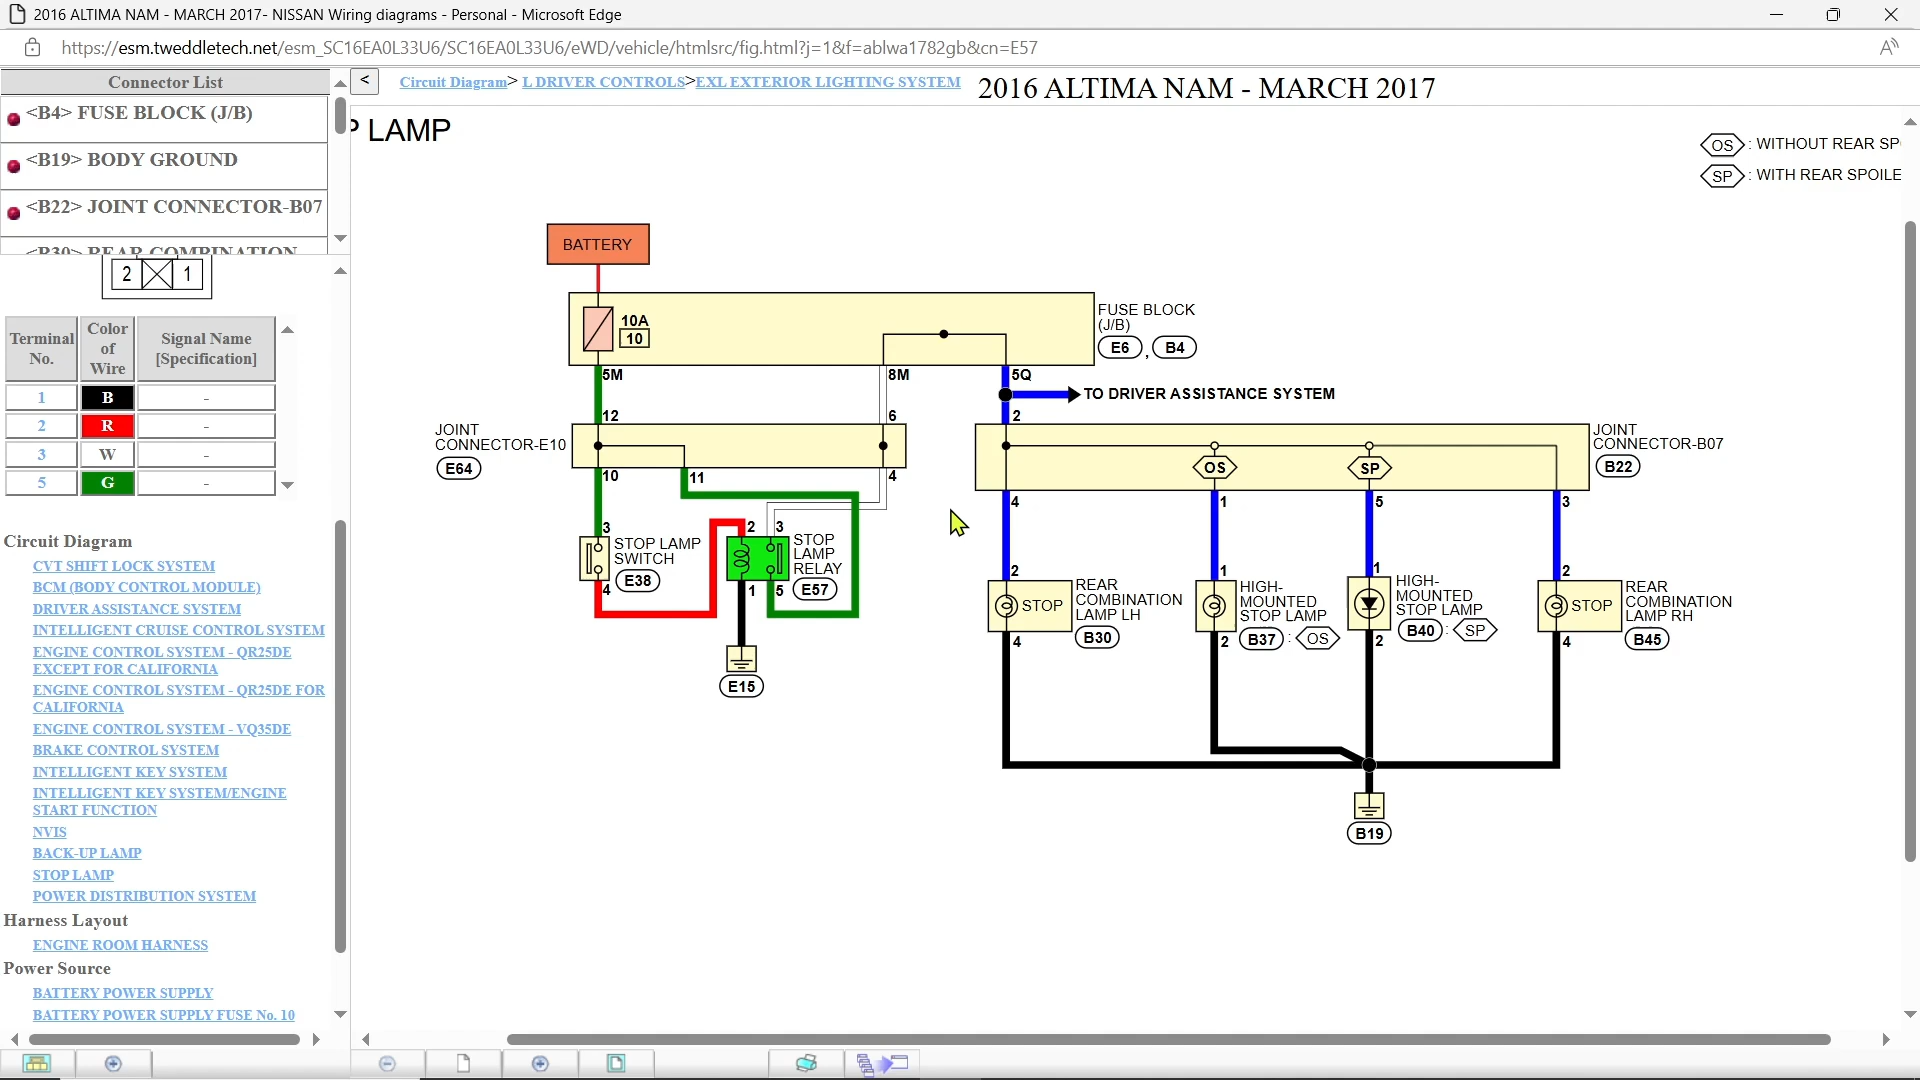 2016 ALTIMA NAM - MARCH 2017- NISSAN Wiring diagrams - Personal - Microsoft Edge
https://esm.tweddletech.net/esm_SC16EA0L33U6/SC16EA0L33U6/eWD/vehicle/htmlsrc/fig.html?j=1&f=ablwa1782gb&cn=E57
Connector List
<B4> FUSE BLOCK (J/B)
<B19> BODY GROUND
<B22> JOINT CONNECTOR-B07
<B30> REAR COMBINATION
2 1
Terminal No. Color of Wire Signal Name [Specification]
1 B -
2 R -
3 W -
5 G -
Circuit Diagram
CVT SHIFT LOCK SYSTEM
BCM (BODY CONTROL MODULE)
DRIVER ASSISTANCE SYSTEM
INTELLIGENT CRUISE CONTROL SYSTEM
ENGINE CONTROL SYSTEM - QR25DE
EXCEPT FOR CALIFORNIA
ENGINE CONTROL SYSTEM - QR25DE FOR
CALIFORNIA
ENGINE CONTROL SYSTEM - VQ35DE
BRAKE CONTROL SYSTEM
INTELLIGENT KEY SYSTEM
INTELLIGENT KEY SYSTEM/ENGINE
START FUNCTION
NVIS
BACK-UP LAMP
STOP LAMP
POWER DISTRIBUTION SYSTEM
Harness Layout
ENGINE ROOM HARNESS
Power Source
BATTERY POWER SUPPLY
BATTERY POWER SUPPLY FUSE No. 10
< Circuit Diagram> L DRIVER CONTROLS>EXL EXTERIOR LIGHTING SYSTEM 2016 ALTIMA NAM - MARCH 2017
P LAMP
OS : WITHOUT REAR SP
SP : WITH REAR SPOILE
BATTERY
10A
10
FUSE BLOCK
(J/B)
E6 , B4
5M 8M 5Q
TO DRIVER ASSISTANCE SYSTEM
12 6 2
JOINT
CONNECTOR-E10
E64
JOINT
CONNECTOR-B07
B22
OS SP
10 11 4 4 1 5 3
3 2 3
STOP LAMP
SWITCH
E38
4
STOP
LAMP
RELAY
E57
1 5
E15
2 1 1 2
STOP
REAR
COMBINATION
LAMP LH
B30
4
HIGH-
MOUNTED
STOP LAMP
B37 : OS
2
HIGH-
MOUNTED
STOP LAMP
B40 : SP
2
STOP
REAR
COMBINATION
LAMP RH
B45
4
B19